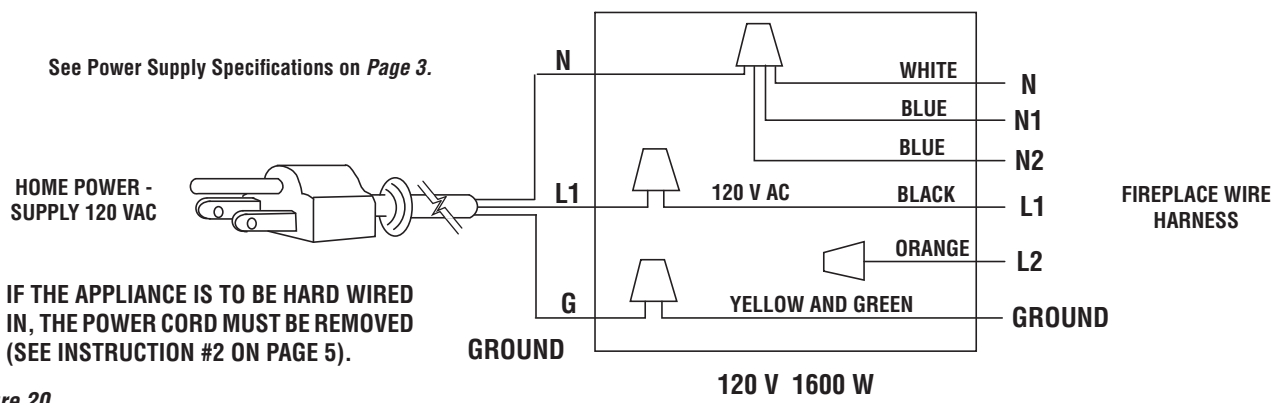 See Power Supply Specifications on Page 3.
HOME POWER -
SUPPLY 120 VAC
IF THE APPLIANCE IS TO BE HARD WIRED
IN, THE POWER CORD MUST BE REMOVED
(SEE INSTRUCTION #2 ON PAGE 5).
N
L1
G
GROUND
WHITE
BLUE
BLUE
120 V AC
BLACK
ORANGE
YELLOW AND GREEN
N
N1
N2
L1
L2
GROUND
FIREPLACE WIRE
HARNESS
120 V 1600 W
20